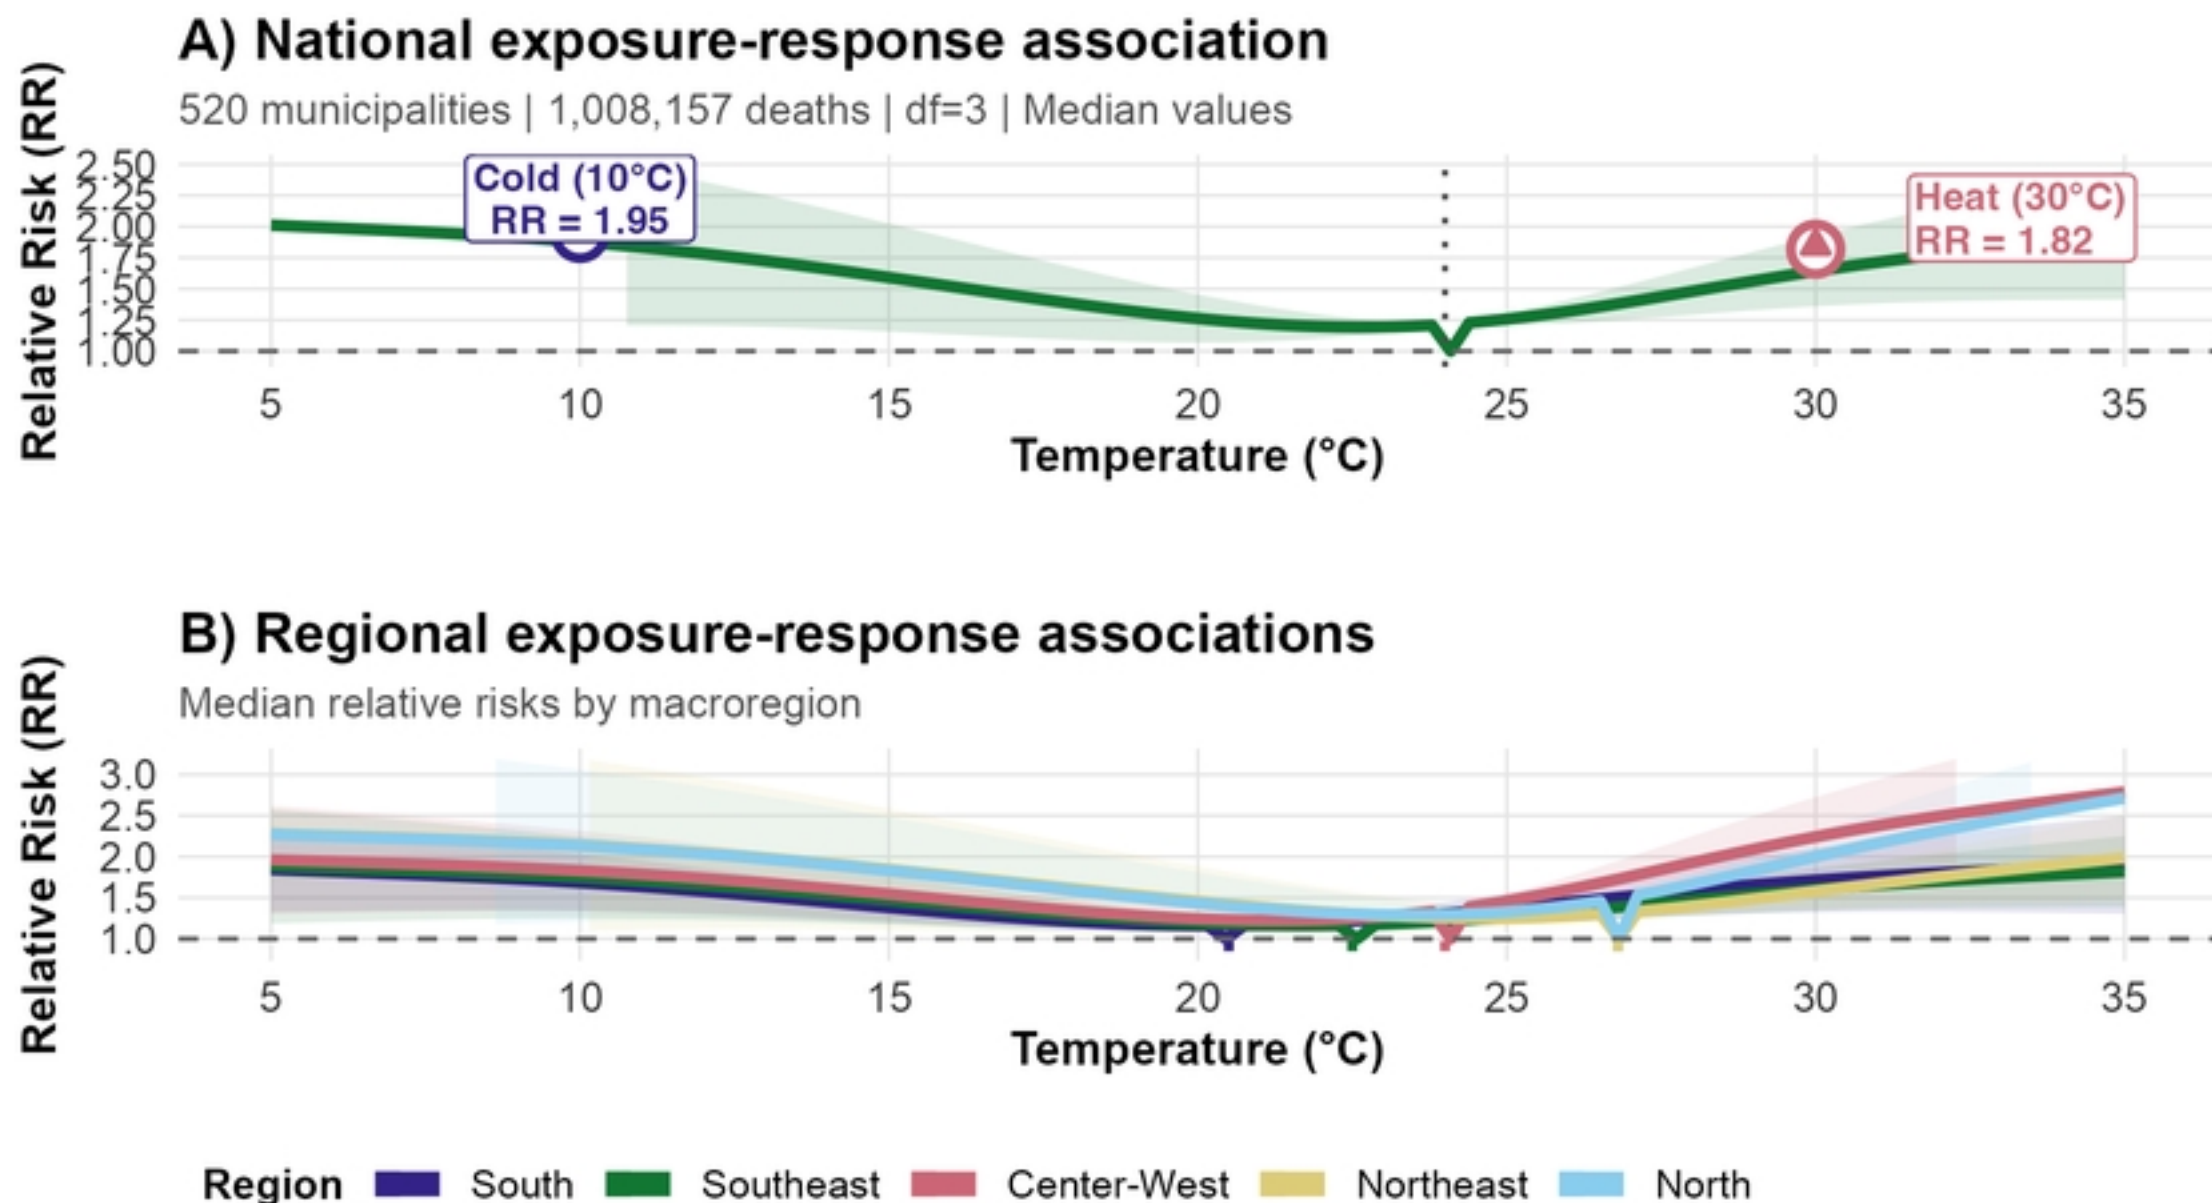 A) National exposure-response association
520 municipalities | 1,008,157 deaths | df=3 | Median values
Relative Risk (RR)
2.50
2.25
2.00
1.75
1.50
1.25
1.00
Cold (10°C)
RR = 1.95
Heat (30°C)
RR = 1.82
5 10 15 20 25 30 35
Temperature (°C)
B) Regional exposure-response associations
Median relative risks by macroregion
Relative Risk (RR)
3.0
2.5
2.0
1.5
1.0
5 10 15 20 25 30 35
Temperature (°C)
Region South Southeast Center-West Northeast North